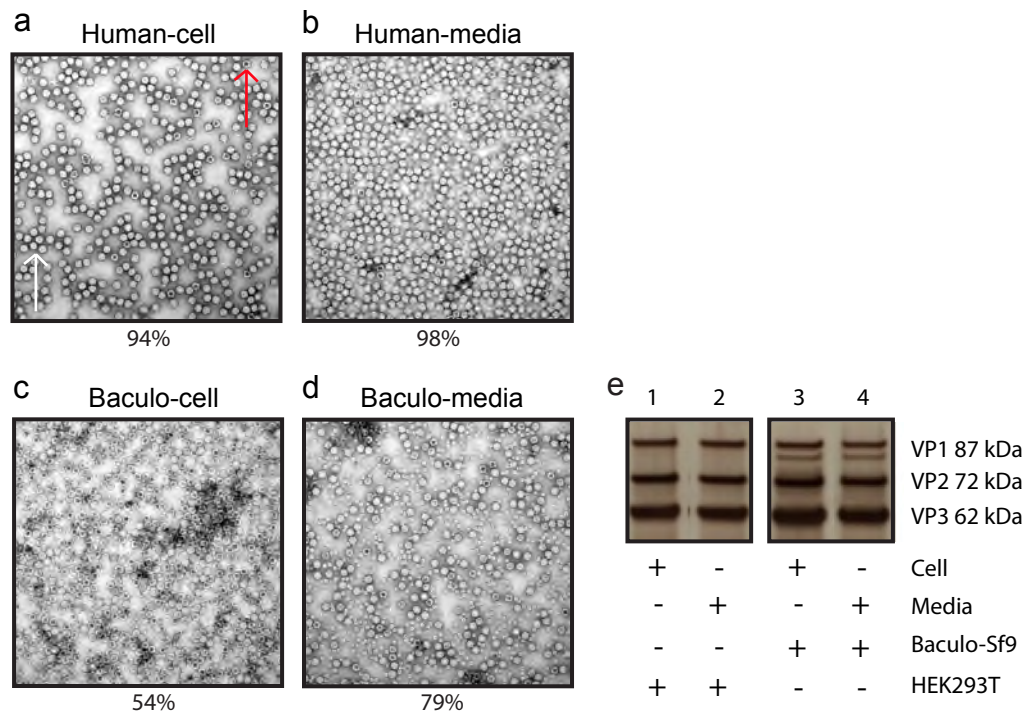 a Human-cell
94%
b Human-media
98%
c Baculo-cell
54%
d Baculo-media
79%
e
1 2 3 4
VP1 87 kDa
VP2 72 kDa
VP3 62 kDa
+ - + - Cell
- + - + Media
- - + + Baculo-Sf9
+ + - - HEK293T